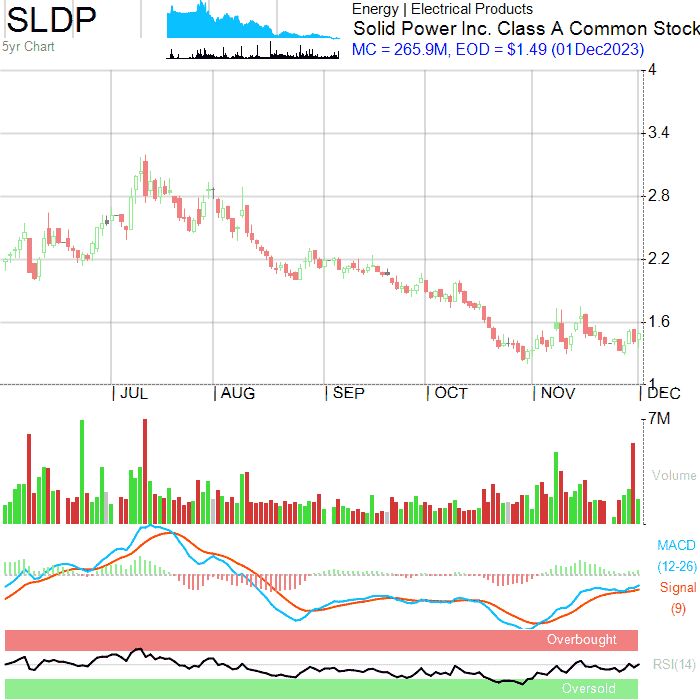 SLDP
5yr Chart
Energy | Electrical Products
Solid Power Inc. Class A Common Stock
MC = 265.9M, EOD = $1.49 (01Dec2023)
4
3.4
2.8
2.2
1.6
1
JUL
AUG
SEP
OCT
NOV
DEC
7M
Volume
MACD
(12-26)
Signal
(9)
Overbought
RSI(14)
Oversold